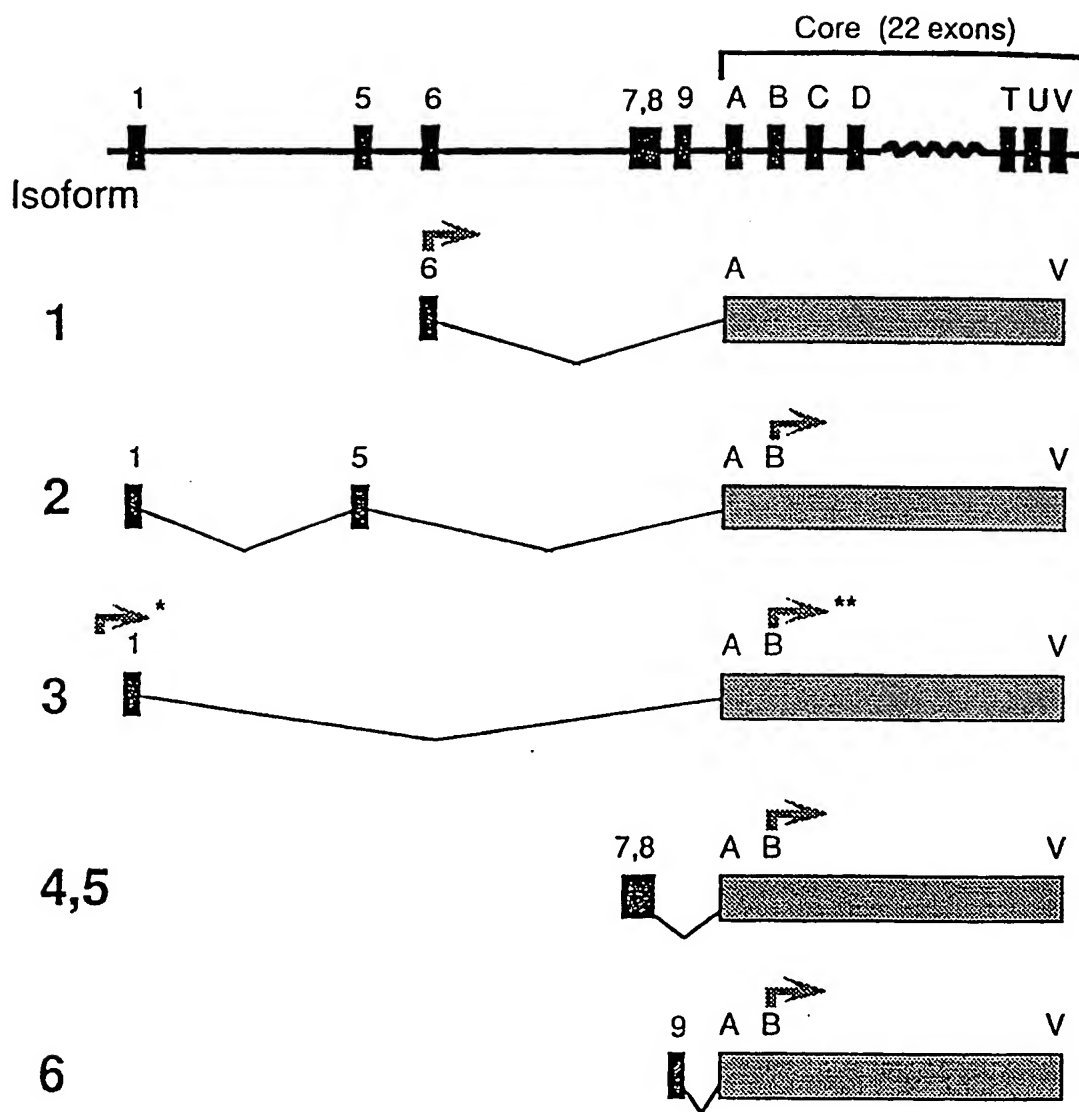 Core (22 exons)
1 5 6 7,8 9 A B C D T U V
Isoform
6 A V
1
1 5 A B V
2
* **
1 A B V
3
7,8 A B V
4,5
9 A B V
6